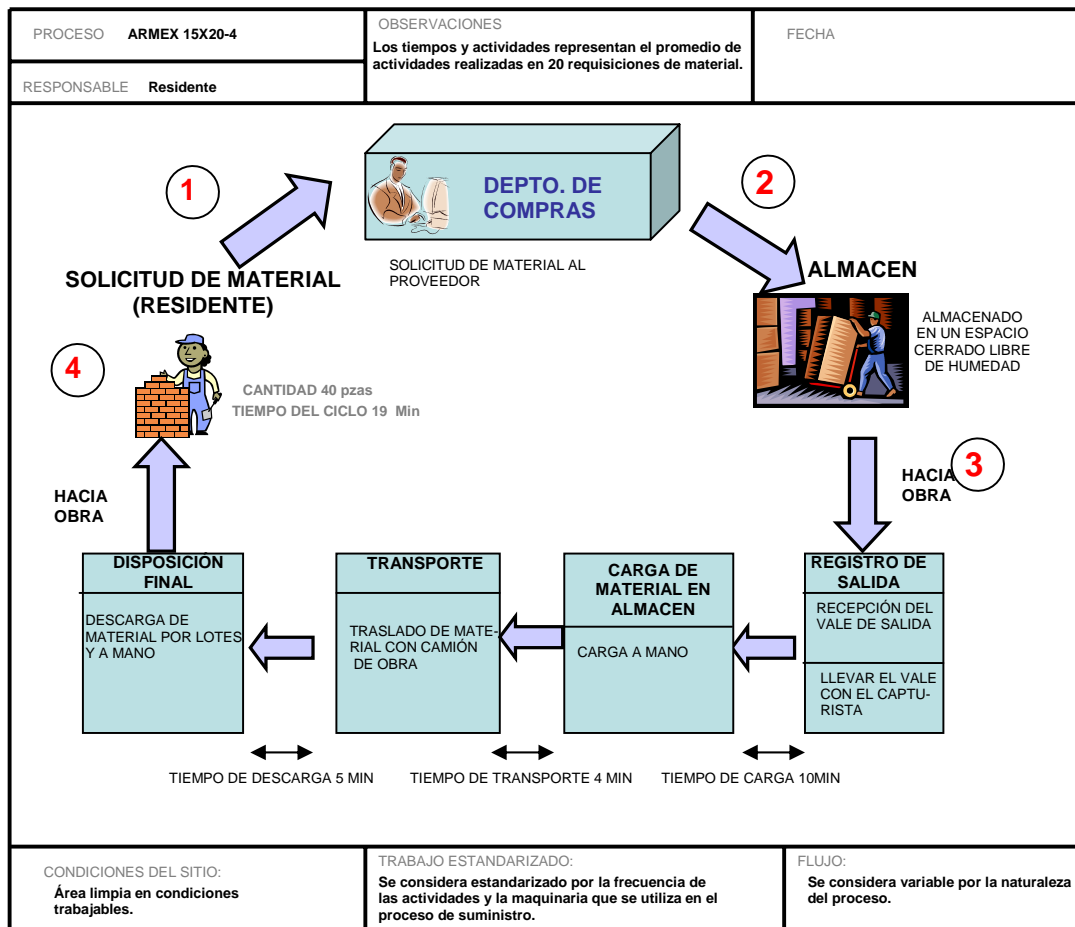 PROCESO ARMEX 15X20-4
RESPONSABLE Residente
OBSERVACIONES
Los tiempos y actividades representan el promedio de
actividades realizadas en 20 requisiciones de material.
FECHA
1
DEPTO. DE
COMPRAS
2
SOLICITUD DE MATERIAL AL
PROVEEDOR
SOLICITUD DE MATERIAL
(RESIDENTE)
ALMACEN
ALMACENADO
EN UN ESPACIO
CERRADO LIBRE
DE HUMEDAD
4
CANTIDAD 40 pzas
TIEMPO DEL CICLO 19 Min
HACIA
OBRA
3
HACIA
OBRA
DISPOSICIÓN
FINAL
DESCARGA DE
MATERIAL POR LOTES
Y A MANO
TRANSPORTE
TRASLADO DE MATE-
RIAL CON CAMIÓN
DE OBRA
CARGA DE
MATERIAL EN
ALMACEN
CARGA A MANO
REGISTRO DE
SALIDA
RECEPCIÓN DEL
VALE DE SALIDA
LLEVAR EL VALE
CON EL CAPTU-
RISTA
TIEMPO DE DESCARGA 5 MIN
TIEMPO DE TRANSPORTE 4 MIN
TIEMPO DE CARGA 10MIN
CONDICIONES DEL SITIO:
Área limpia en condiciones
trabajables.
TRABAJO ESTANDARIZADO:
Se considera estandarizado por la frecuencia de
las actividades y la maquinaria que se utiliza en el
proceso de suministro.
FLUJO:
Se considera variable por la naturaleza
del proceso.